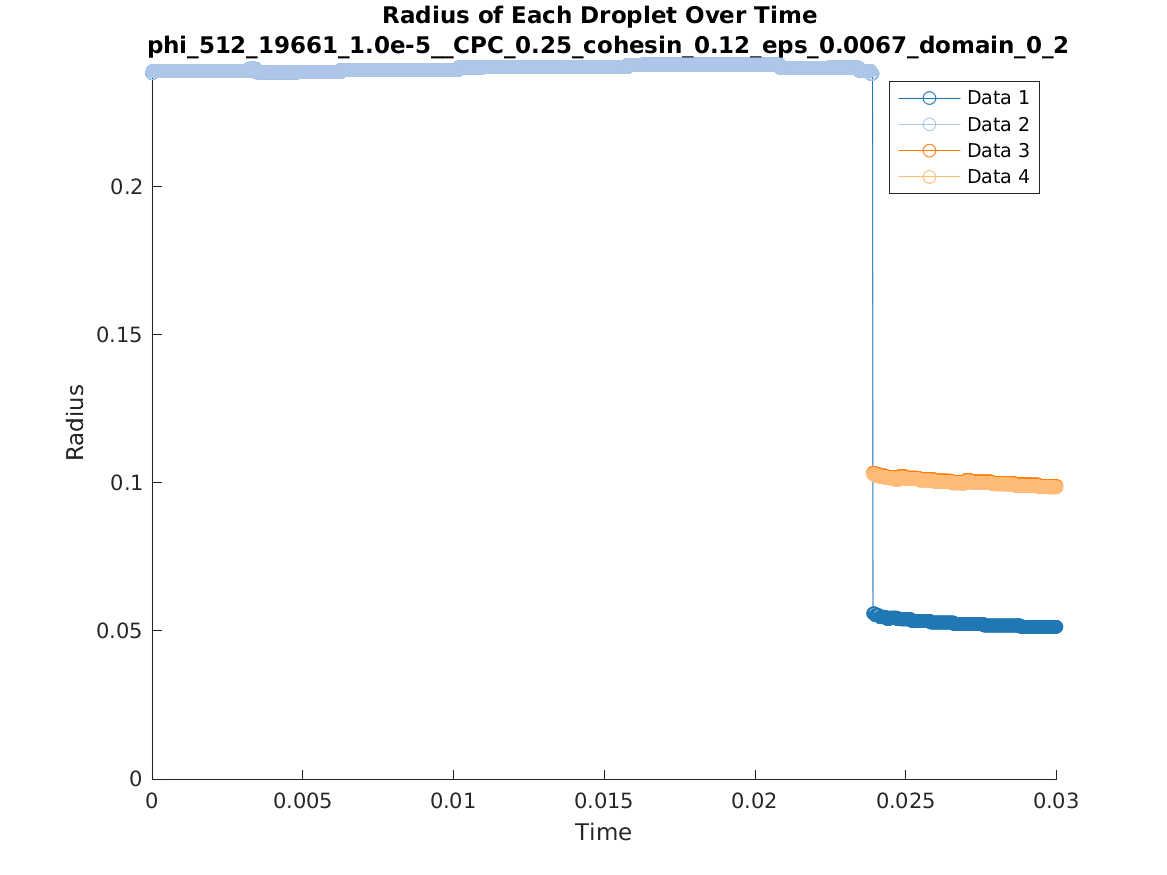 Radius of Each Droplet Over Time
phi_512_19661_1.0e-5__CPC_0.25_cohesin_0.12_eps_0.0067_domain_0_2
Data 1
Data 2
Data 3
Data 4
0.2
0.15
0.1
0.05
0
Radius
0
0.005
0.01
0.015
0.02
0.025
0.03
Time